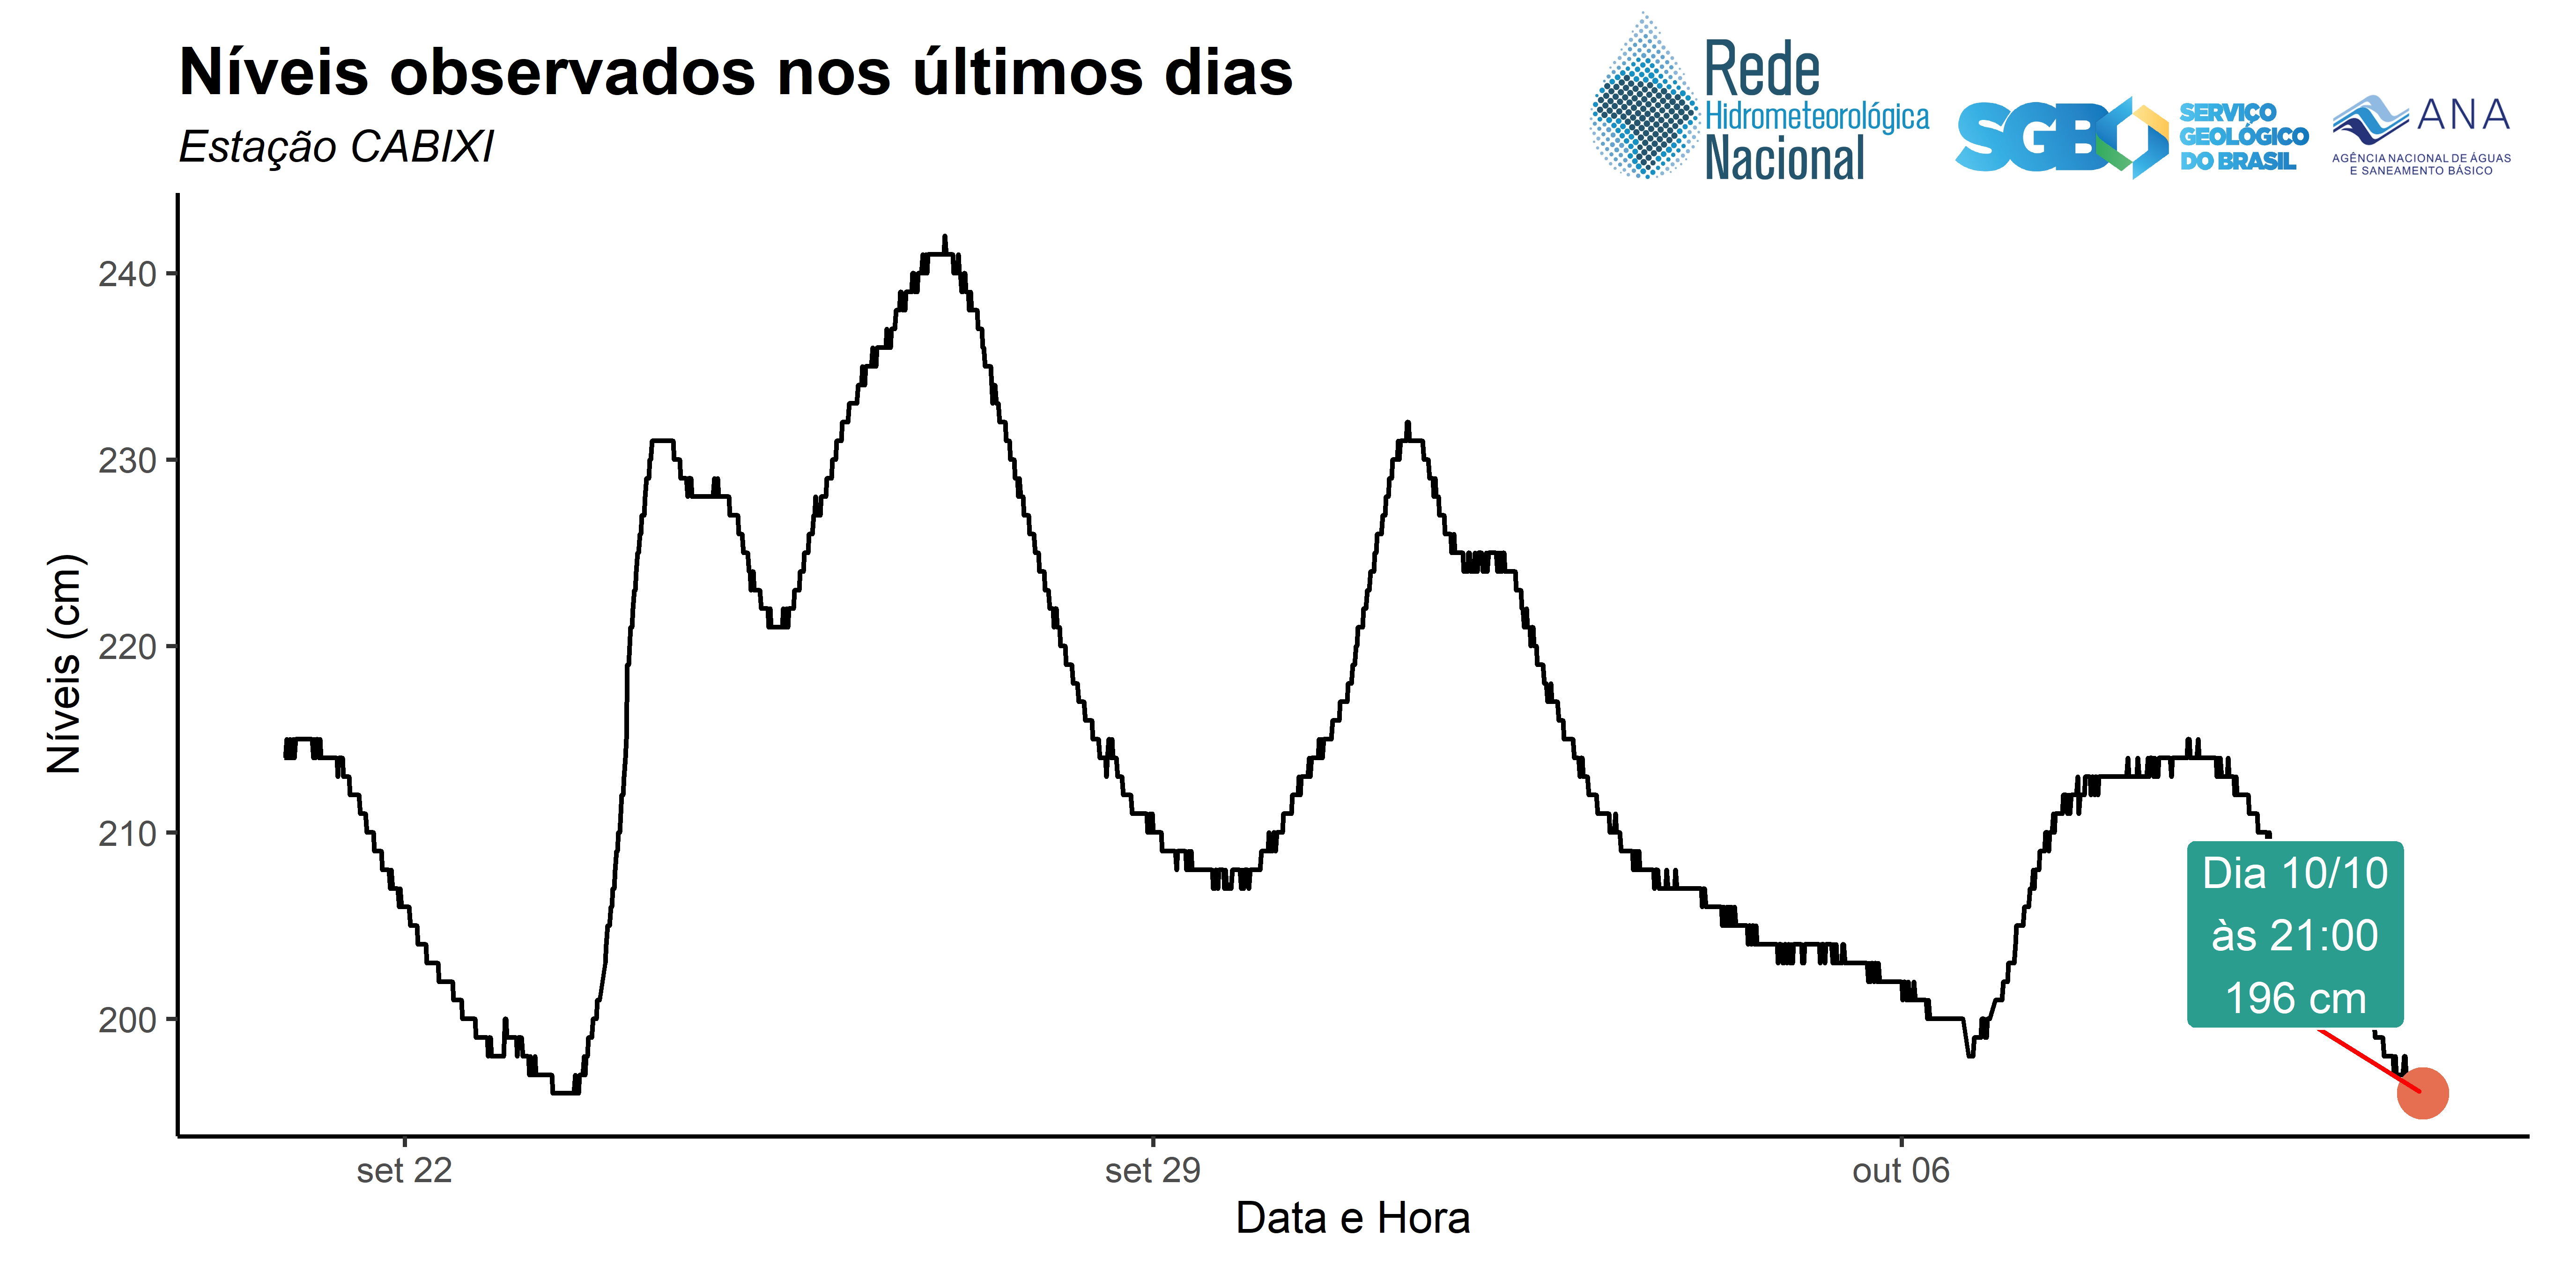 Níveis observados nos últimos dias
Estação CABIXI
Rede
Hidrometeorológica
Nacional
SGB
SERVIÇO
GEOLÓGICO
DO BRASIL
ANA
AGÊNCIA NACIONAL DE ÁGUAS
E SANEAMENTO BÁSICO
Níveis (cm)
240
230
220
210
200
Dia 10/10
às 21:00
196 cm
set 22
set 29
out 06
Data e Hora